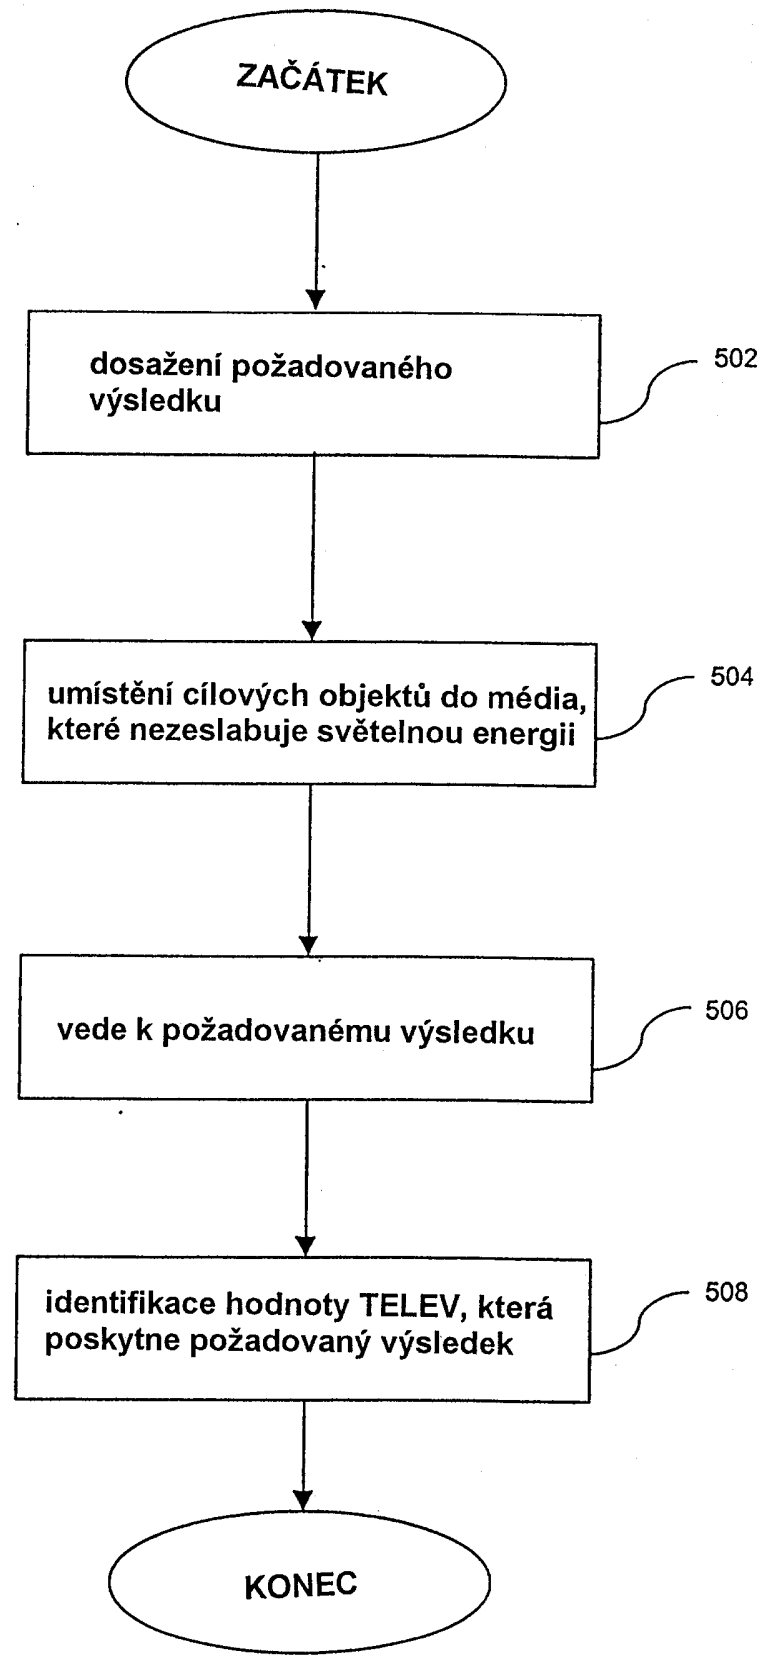 ZAČÁTEK
dosažení požadovaného
výsledku
502
umístění cílových objektů do média,
které nezeslabuje světelnou energii
504
vede k požadovanému výsledku
506
identifikace hodnoty TELEV, která
poskytne požadovaný výsledek
508
KONEC